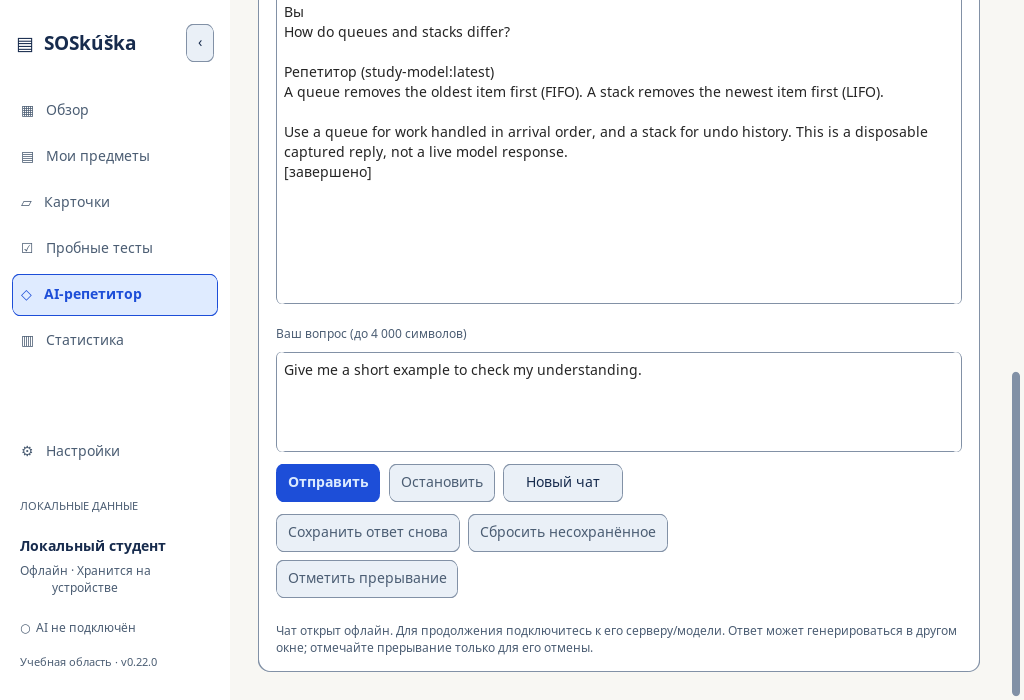 SOSkúška
‹
Обзор
Мои предметы
Карточки
Пробные тесты
AI-репетитор
Статистика
Настройки
ЛОКАЛЬНЫЕ ДАННЫЕ
Локальный студент
Офлайн · Хранится на
устройстве
AI не подключён
Учебная область · v0.22.0
Вы
How do queues and stacks differ?
Репетитор (study-model:latest)
A queue removes the oldest item first (FIFO). A stack removes the newest item first (LIFO).
Use a queue for work handled in arrival order, and a stack for undo history. This is a disposable
captured reply, not a live model response.
[завершено]
Ваш вопрос (до 4 000 символов)
Give me a short example to check my understanding.
Отправить
Остановить
Новый чат
Сохранить ответ снова
Сбросить несохранённое
Отметить прерывание
Чат открыт офлайн. Для продолжения подключитесь к его серверу/модели. Ответ может генерироваться в другом
окне; отмечайте прерывание только для его отмены.